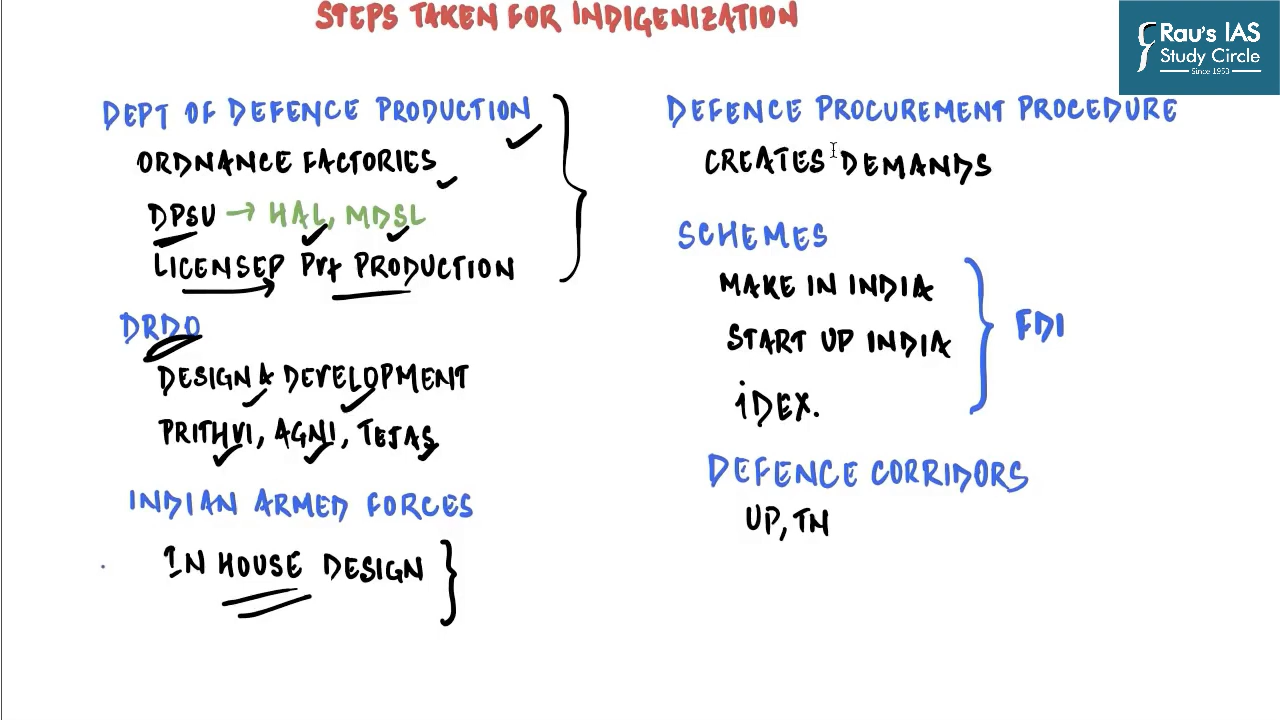 STEPS TAKEN FOR INDIGENIZATION
Rau's IAS
Study Circle
Since 1953
DEPT OF DEFENCE PRODUCTION
ORDNANCE FACTORIES
DPSU → HAL, MDSL
LICENSED Pvt PRODUCTION
DRDO
DESIGN & DEVELOPMENT
PRITHVI, AGNI, TEJAS
INDIAN ARMED FORCES
IN HOUSE DESIGN
DEFENCE PROCUREMENT PROCEDURE
CREATES DEMANDS
SCHEMES
MAKE IN INDIA
START UP INDIA
FDI
iDEX.
DEFENCE CORRIDORS
UP, TN